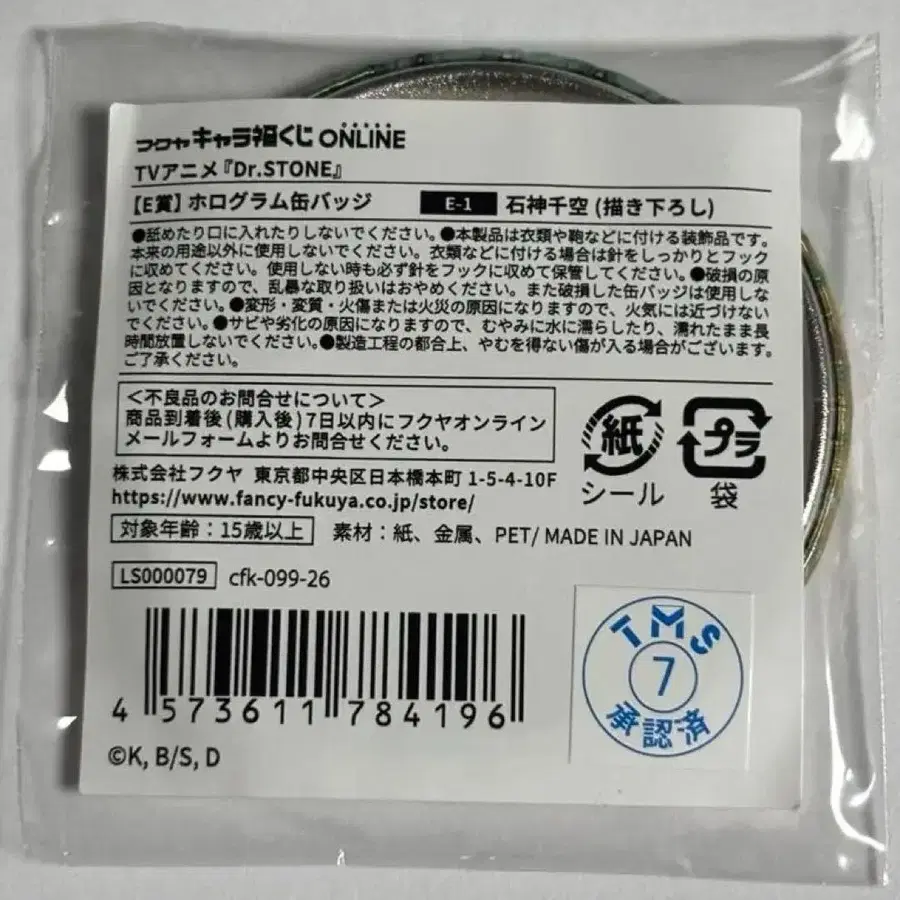 フクヤキャラ福くじ ONLINE
TVアニメ『Dr.STONE』
【E賞】ホログラム缶バッジ E-1 石神千空 (描き下ろし)
●舐めたり口に入れたりしないでください。●本製品は衣類や鞄などに付ける装飾品です。
本来の用途以外に使用しないでください。衣類などに付ける場合は針をしっかりとフック
に収めてください。使用しない時も必ず針をフックに収めて保管してください。●破損の原
因となりますので、乱暴な取り扱いはおやめください。また破損した缶バッジは使用しな
いでください。●変形・変質・火傷または火災の原因になりますので、火気には近づけない
でください。●サビや劣化の原因になりますので、むやみに水に濡らしたり、濡れたまま長
時間放置しないでください。●製造工程の都合上、やむを得ない傷が入る場合がございます。
ご了承ください。
＜不良品のお問合せについて＞
商品到着後(購入後)7日以内にフクヤオンライン
メールフォームよりお問合せください。
紙
シール
プラ
袋
株式会社フクヤ 東京都中央区日本橋本町 1-5-4-10F
https://www.fancy-fukuya.co.jp/store/
対象年齢：15歳以上 素材：紙、金属、PET/ MADE IN JAPAN
LS000079 cfk-099-26
4 573611 784196
TMS
7
承認済
©K, B/S, D